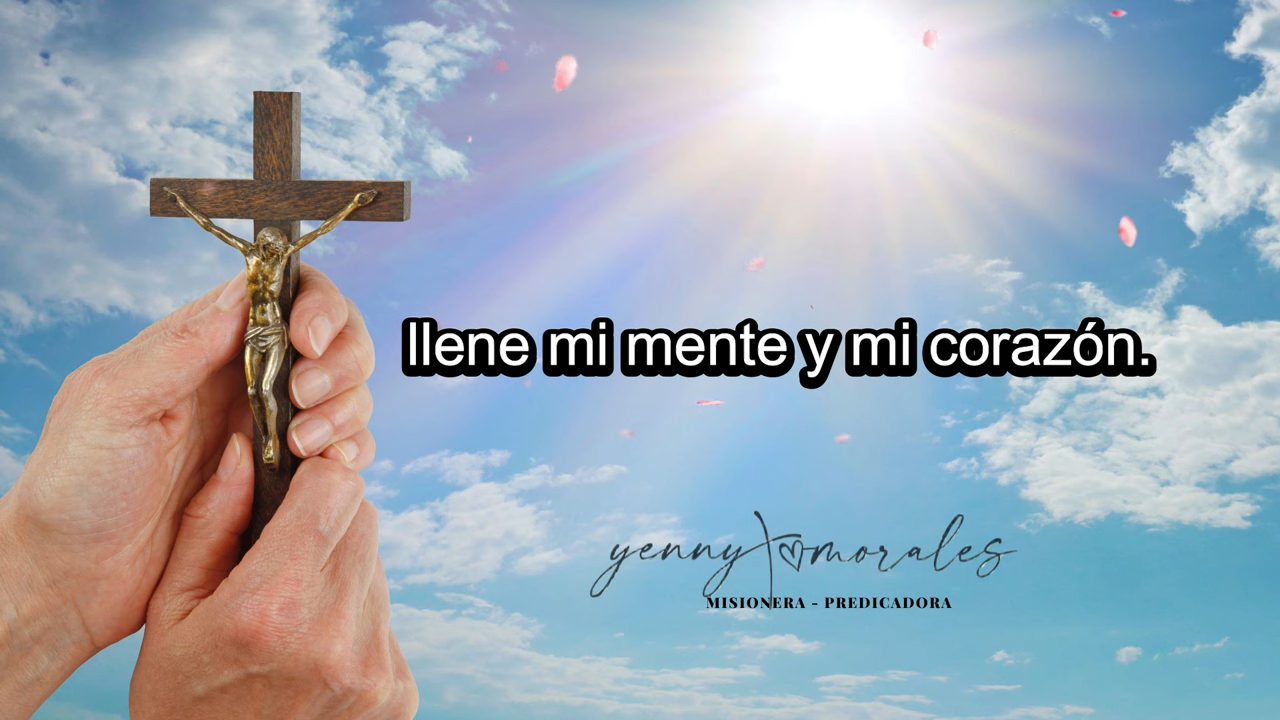 llene mi mente y mi corazón.
yenny morales
MISIONERA - PREDICADORA